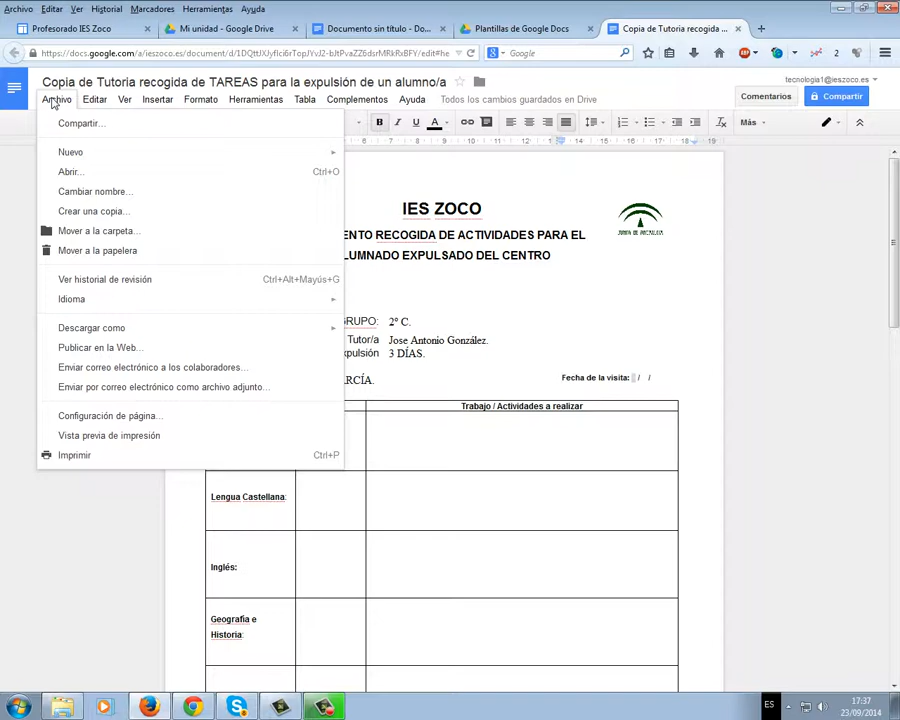 Archivo Editar Ver Historial Marcadores Herramientas Ayuda
Profesorado IES Zoco
Mi unidad - Google Drive
Documento sin título - D...
Plantillas de Google Docs
Copia de Tutoria recogida ...
Google
Copia de Tutoria recogida de TAREAS para la expulsión de un alumno/a
tecnologia1@ieszoco.es
Archivo Editar Ver Insertar Formato Herramientas Tabla Complementos Ayuda
Todos los cambios guardados en Drive
Comentarios
Compartir
Más
Compartir...
Nuevo
Abrir... Ctrl+O
Cambiar nombre...
Crear una copia...
Mover a la carpeta...
Mover a la papelera
Ver historial de revisión Ctrl+Alt+Mayús+G
Idioma
Descargar como
Publicar en la Web...
Enviar correo electrónico a los colaboradores...
Enviar por correo electrónico como archivo adjunto...
Configuración de página...
Vista previa de impresión
Imprimir Ctrl+P
IES ZOCO
JUNTA DE ANDALUCIA
RECOGIDA DE ACTIVIDADES PARA EL
EXPULSADO DEL CENTRO
GRUPO: 2º C.
Tutor/a Jose Antonio González.
3 DÍAS.
Fecha de la visita: / /
Trabajo / Actividades a realizar
Lengua Castellana:
Inglés:
Geografía e
Historia:
ES
17:37
23/09/2014